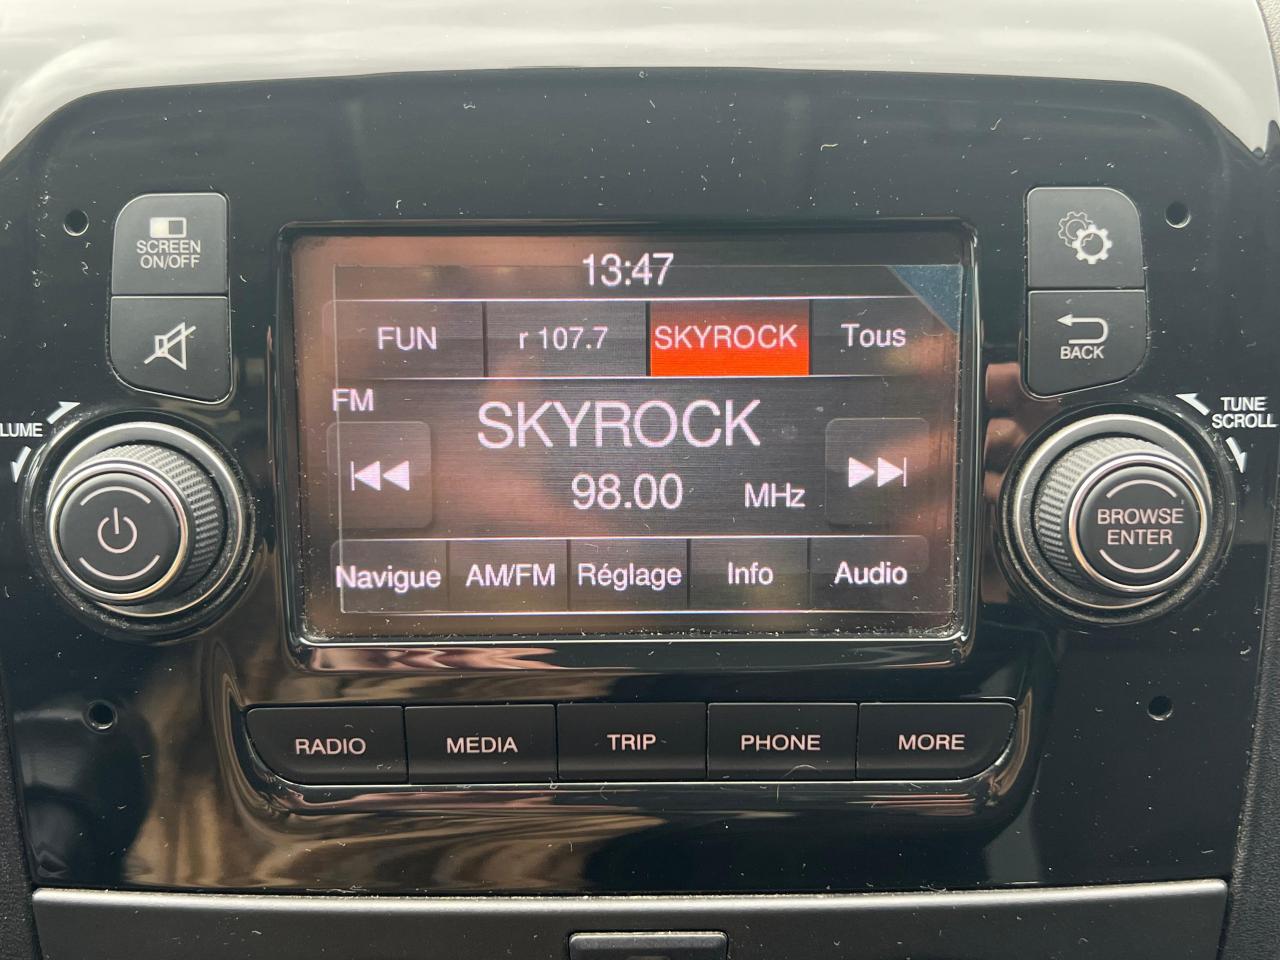 SCREEN
ON/OFF
LUME
13:47
FUN
r 107.7
SKYROCK
Tous
FM
SKYROCK
98.00 MHz
Navigue
AM/FM
Réglage
Info
Audio
BACK
TUNE
SCROLL
BROWSE
ENTER
RADIO
MEDIA
TRIP
PHONE
MORE